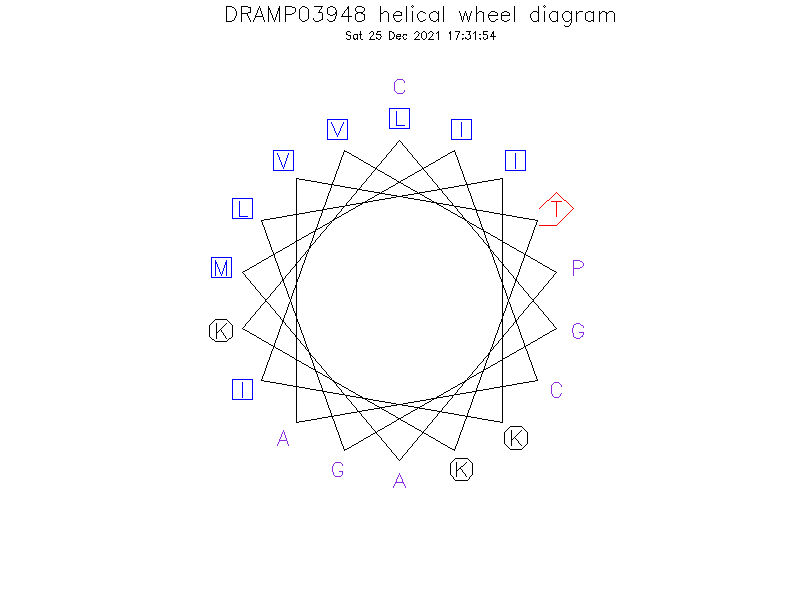 DRAMP03948 helical wheel diagram
Sat 25 Dec 2021 17:31:54
C
L
V I
V I
L T
M P
K G
I C
A K
G K
A